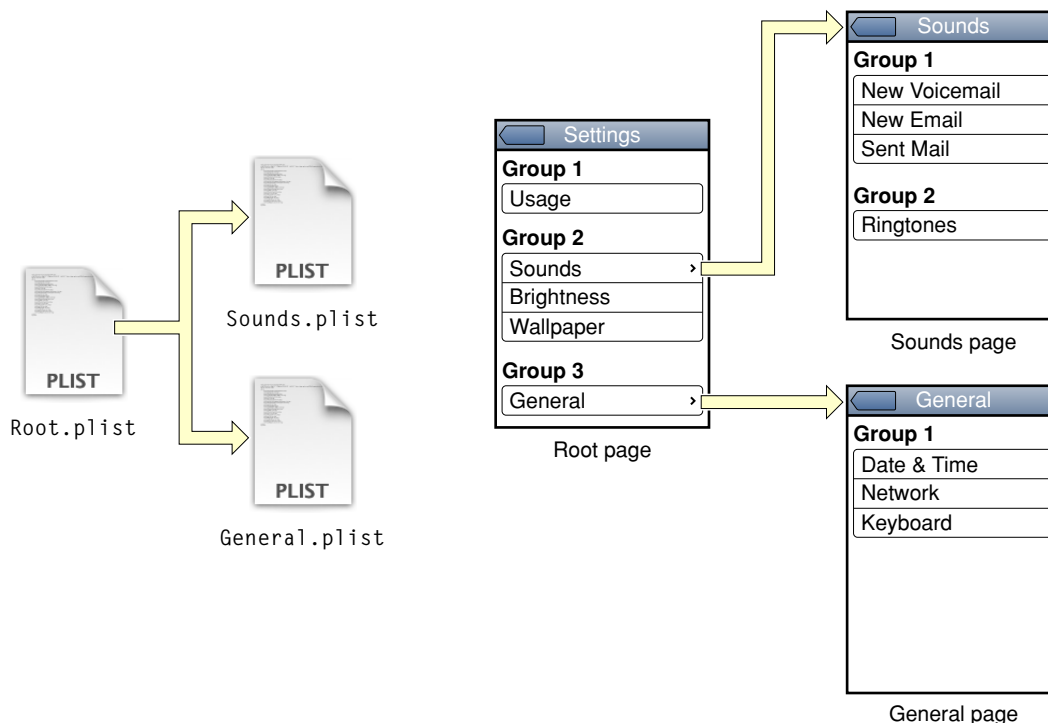 PLIST
Root.plist
PLIST
Sounds.plist
PLIST
General.plist
Settings
Group 1
Usage
Group 2
Sounds ›
Brightness
Wallpaper
Group 3
General ›
Root page
Sounds
Group 1
New Voicemail
New Email
Sent Mail
Group 2
Ringtones
Sounds page
General
Group 1
Date & Time
Network
Keyboard
General page